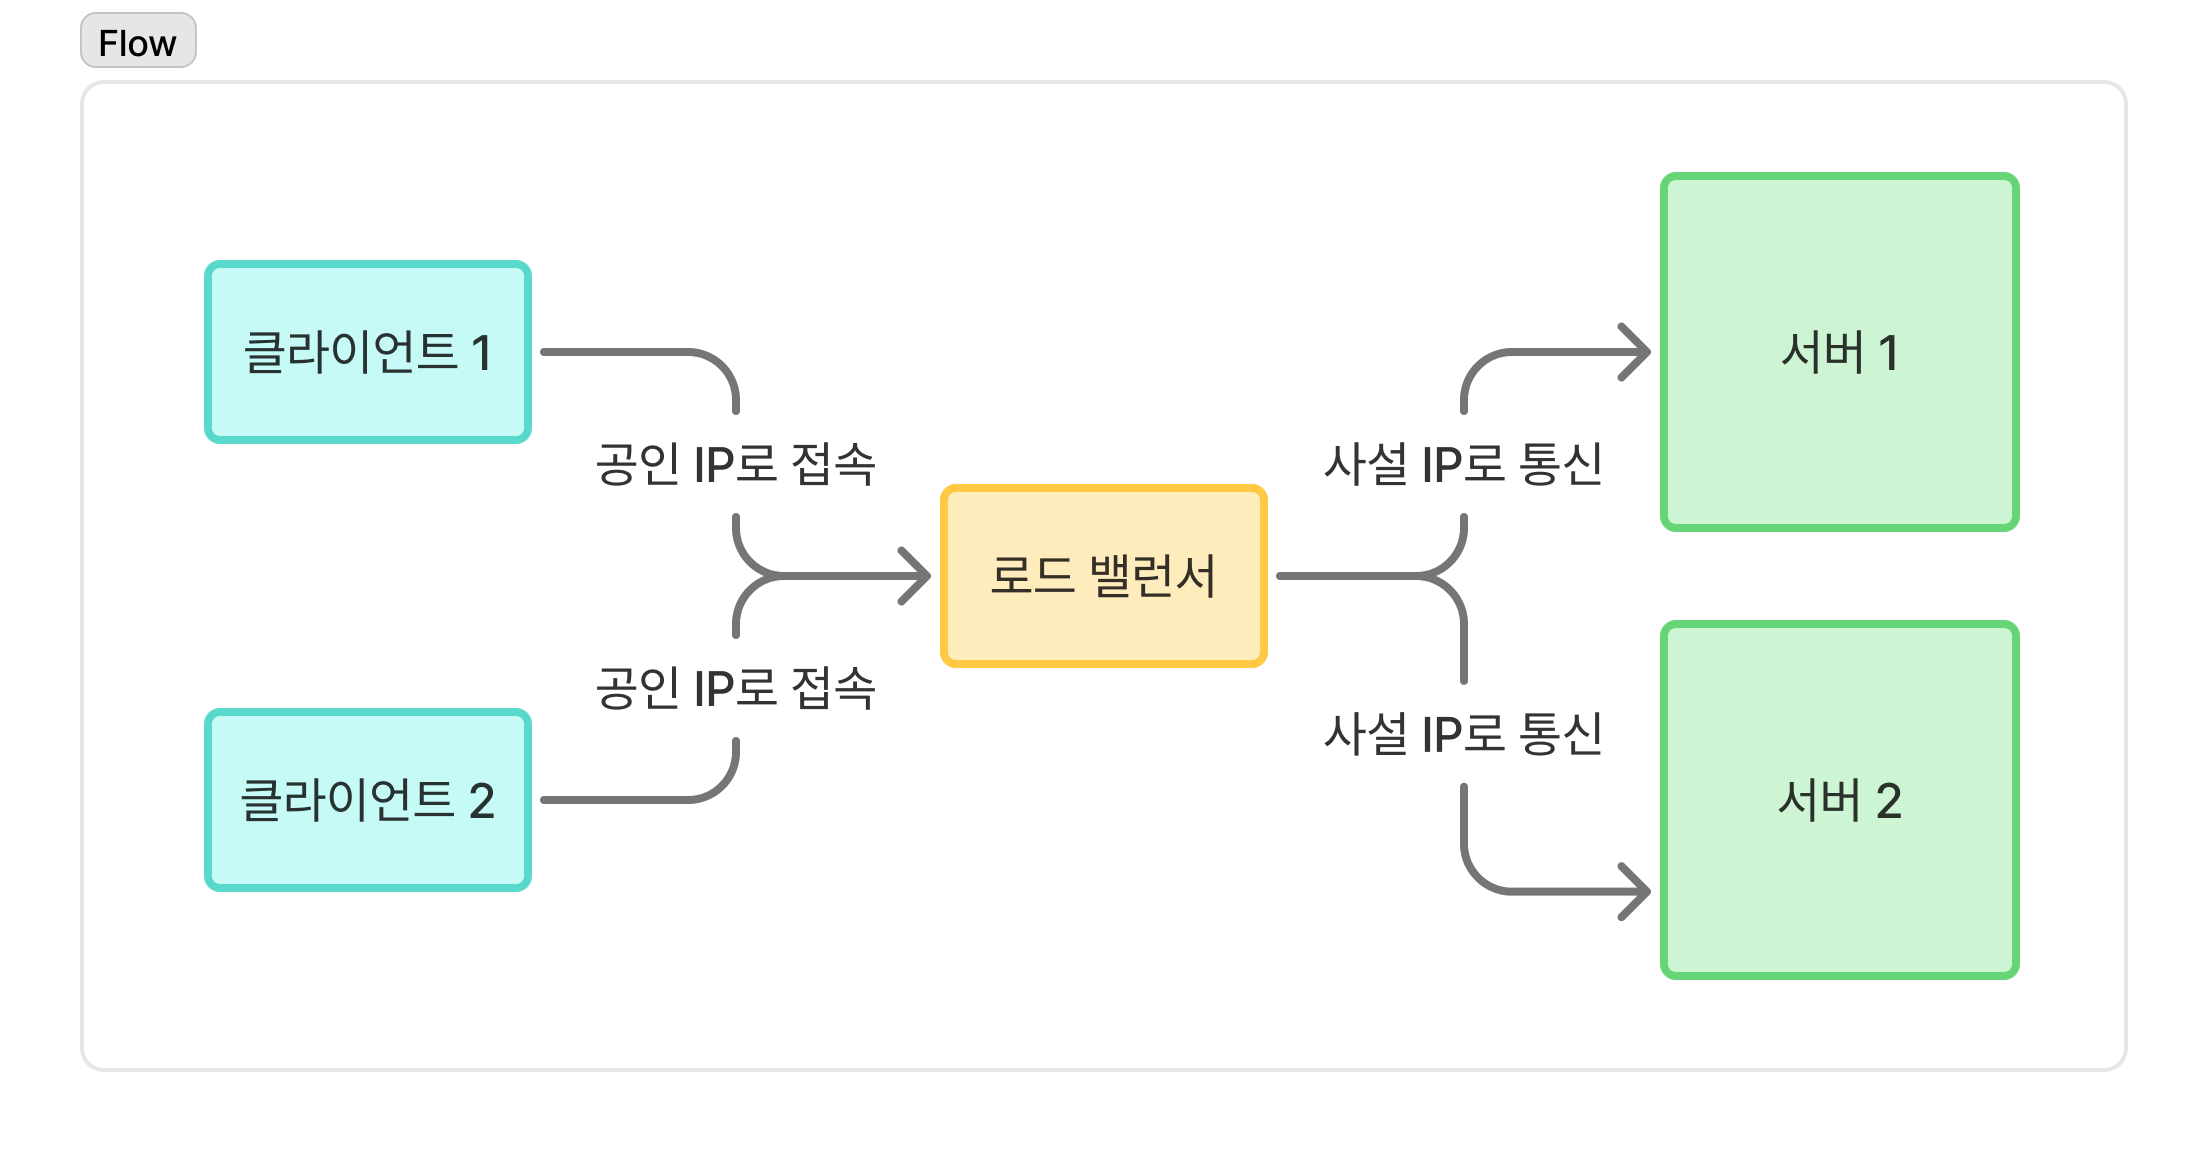 Flow
클라이언트 1
공인 IP로 접속
클라이언트 2
공인 IP로 접속
로드 밸런서
사설 IP로 통신
서버 1
사설 IP로 통신
서버 2